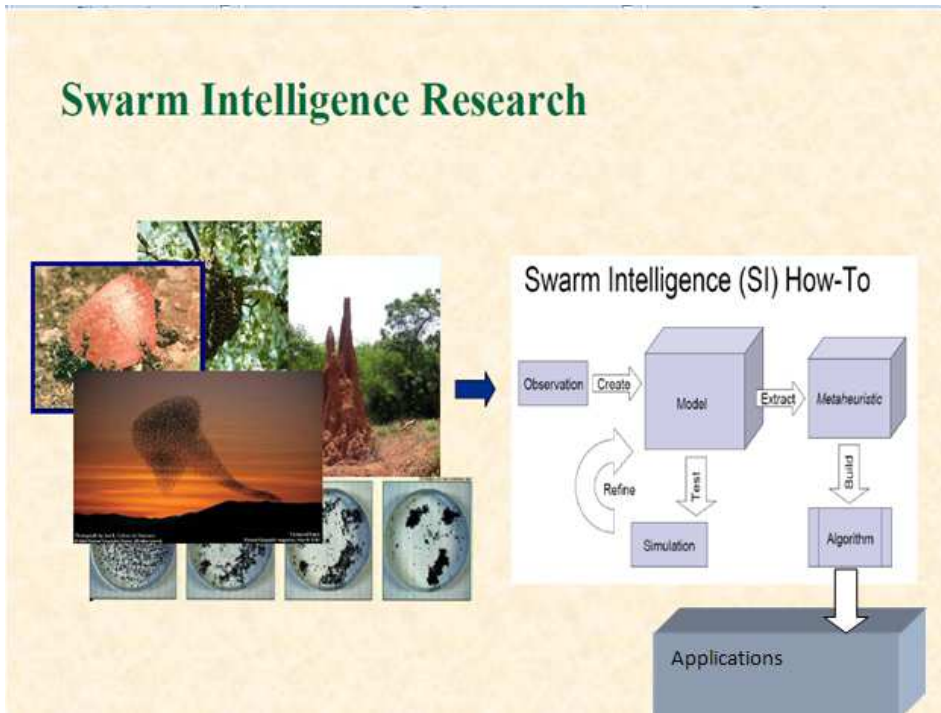 Swarm Intelligence Research
Swarm Intelligence (SI) How-To
Observation
Create
Model
Extract
Metaheuristic
Refine
Test
Build
Simulation
Algorithm
Applications